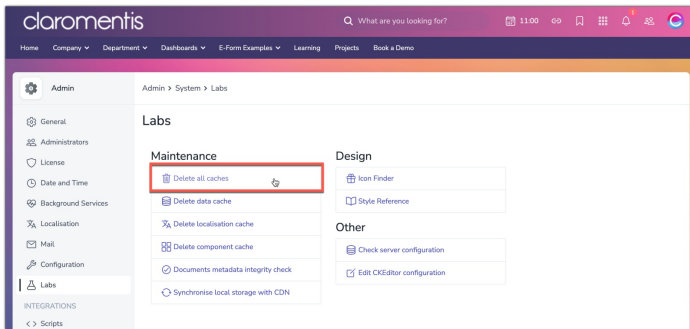 claromentis
What are you looking for?
11:00
1
Home
Company
Department
Dashboards
E-Form Examples
Learning
Projects
Book a Demo
Admin
Admin > System > Labs
General
Administrators
License
Date and Time
Background Services
Localisation
Mail
Configuration
Labs
INTEGRATIONS
Scripts
Labs
Maintenance
Delete all caches
Delete data cache
Delete localisation cache
Delete component cache
Documents metadata integrity check
Synchronise local storage with CDN
Design
Icon Finder
Style Reference
Other
Check server configuration
Edit CKEditor configuration